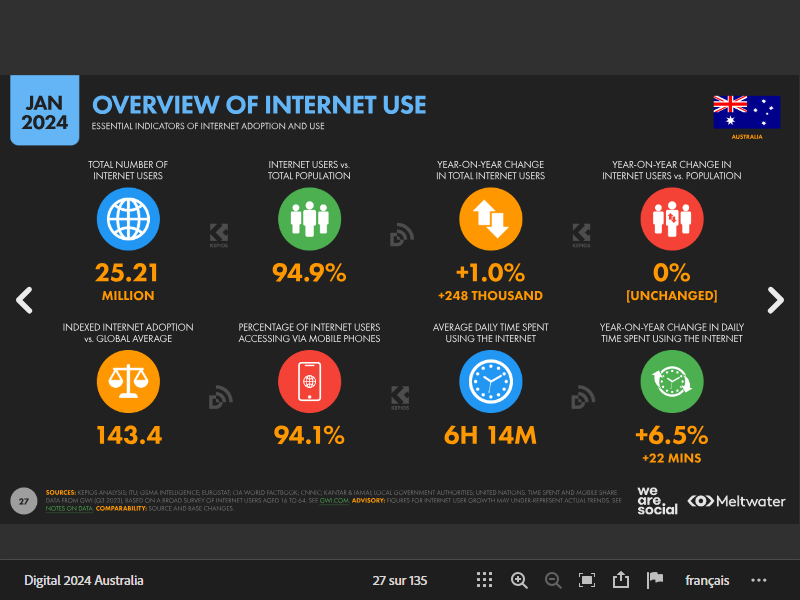 JAN
2024
OVERVIEW OF INTERNET USE
ESSENTIAL INDICATORS OF INTERNET ADOPTION AND USE
AUSTRALIA
TOTAL NUMBER OF
INTERNET USERS
25.21
MILLION
INTERNET USERS vs.
TOTAL POPULATION
94.9%
YEAR-ON-YEAR CHANGE
IN TOTAL INTERNET USERS
+1.0%
+248 THOUSAND
YEAR-ON-YEAR CHANGE IN
INTERNET USERS vs. POPULATION
0%
[UNCHANGED]
KEPIOS
KEPIOS
INDEXED INTERNET ADOPTION
vs. GLOBAL AVERAGE
143.4
PERCENTAGE OF INTERNET USERS
ACCESSING VIA MOBILE PHONES
94.1%
AVERAGE DAILY TIME SPENT
USING THE INTERNET
6H 14M
YEAR-ON-YEAR CHANGE IN DAILY
TIME SPENT USING THE INTERNET
+6.5%
+22 MINS
KEPIOS
27
SOURCES: KEPIOS ANALYSIS; ITU; GSMA INTELLIGENCE; EUROSTAT; CIA WORLD FACTBOOK; CNNIC; KANTAR & IAMAI; LOCAL GOVERNMENT AUTHORITIES; UNITED NATIONS. TIME SPENT AND MOBILE SHARE
DATA FROM GWI (Q3 2023), BASED ON A BROAD SURVEY OF INTERNET USERS AGED 16 TO 64. SEE GWI.COM. ADVISORY: FIGURES FOR INTERNET USER GROWTH MAY UNDER-REPRESENT ACTUAL TRENDS. SEE
NOTES ON DATA. COMPARABILITY: SOURCE AND BASE CHANGES.
we
are.
social
Meltwater
Digital 2024 Australia
27 sur 135
français